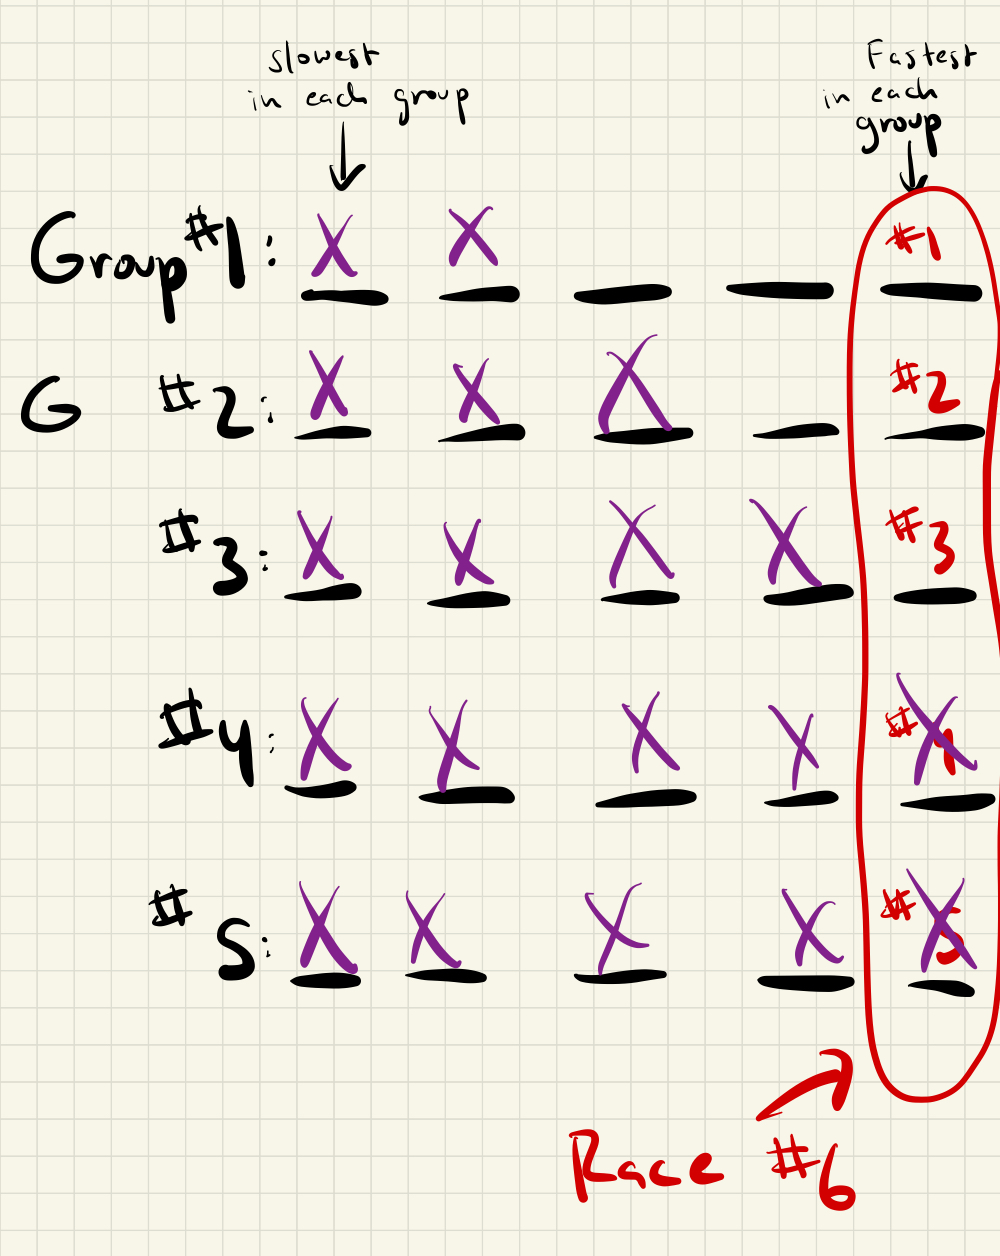 slowest
in each group
Fastest
in each
group
Group #1: X X #1
G #2: X X X #2
#3: X X X X #3
#4: X X X X #4 X
#5: X X X X #5 X
Race #6